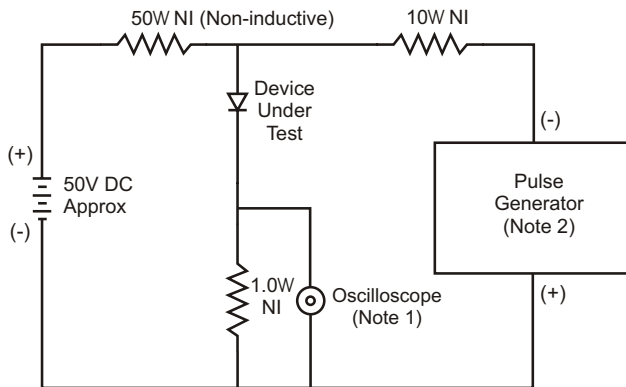 50W NI (Non-inductive)
10W NI
Device
Under
Test
(-)
(+)
50V DC
Approx
(-)
Pulse
Generator
(Note 2)
1.0W
NI
Oscilloscope
(Note 1)
(+)